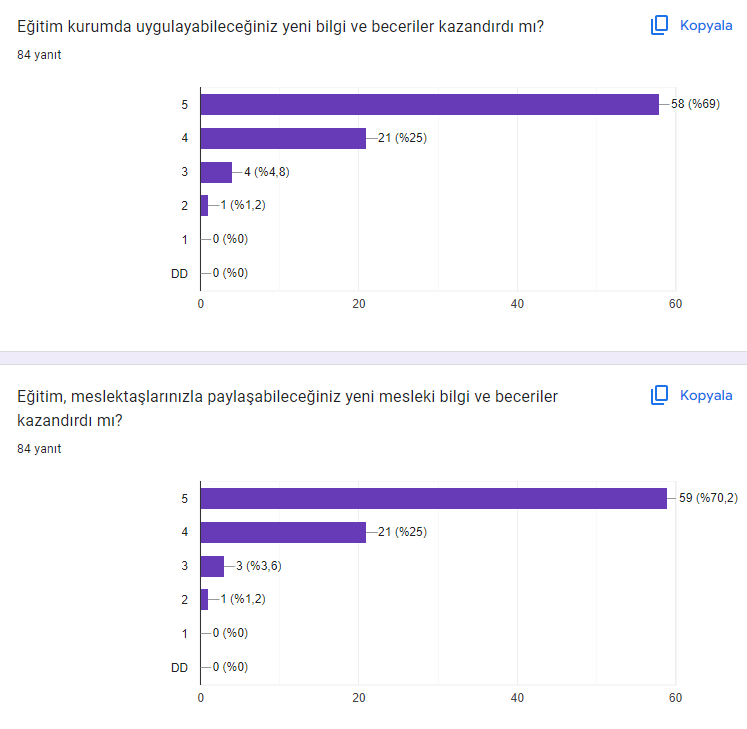 Eğitim kurumda uygulayabileceğiniz yeni bilgi ve beceriler kazandırdı mı?
Kopyala
84 yanıt
5
58 (%69)
4
21 (%25)
3
4 (%4,8)
2
1 (%1,2)
1
0 (%0)
DD
0 (%0)
0 20 40 60
Eğitim, meslektaşlarınızla paylaşabileceğiniz yeni mesleki bilgi ve beceriler
Kopyala
kazandırdı mı?
84 yanıt
5
59 (%70,2)
4
21 (%25)
3
3 (%3,6)
2
1 (%1,2)
1
0 (%0)
DD
0 (%0)
0 20 40 60